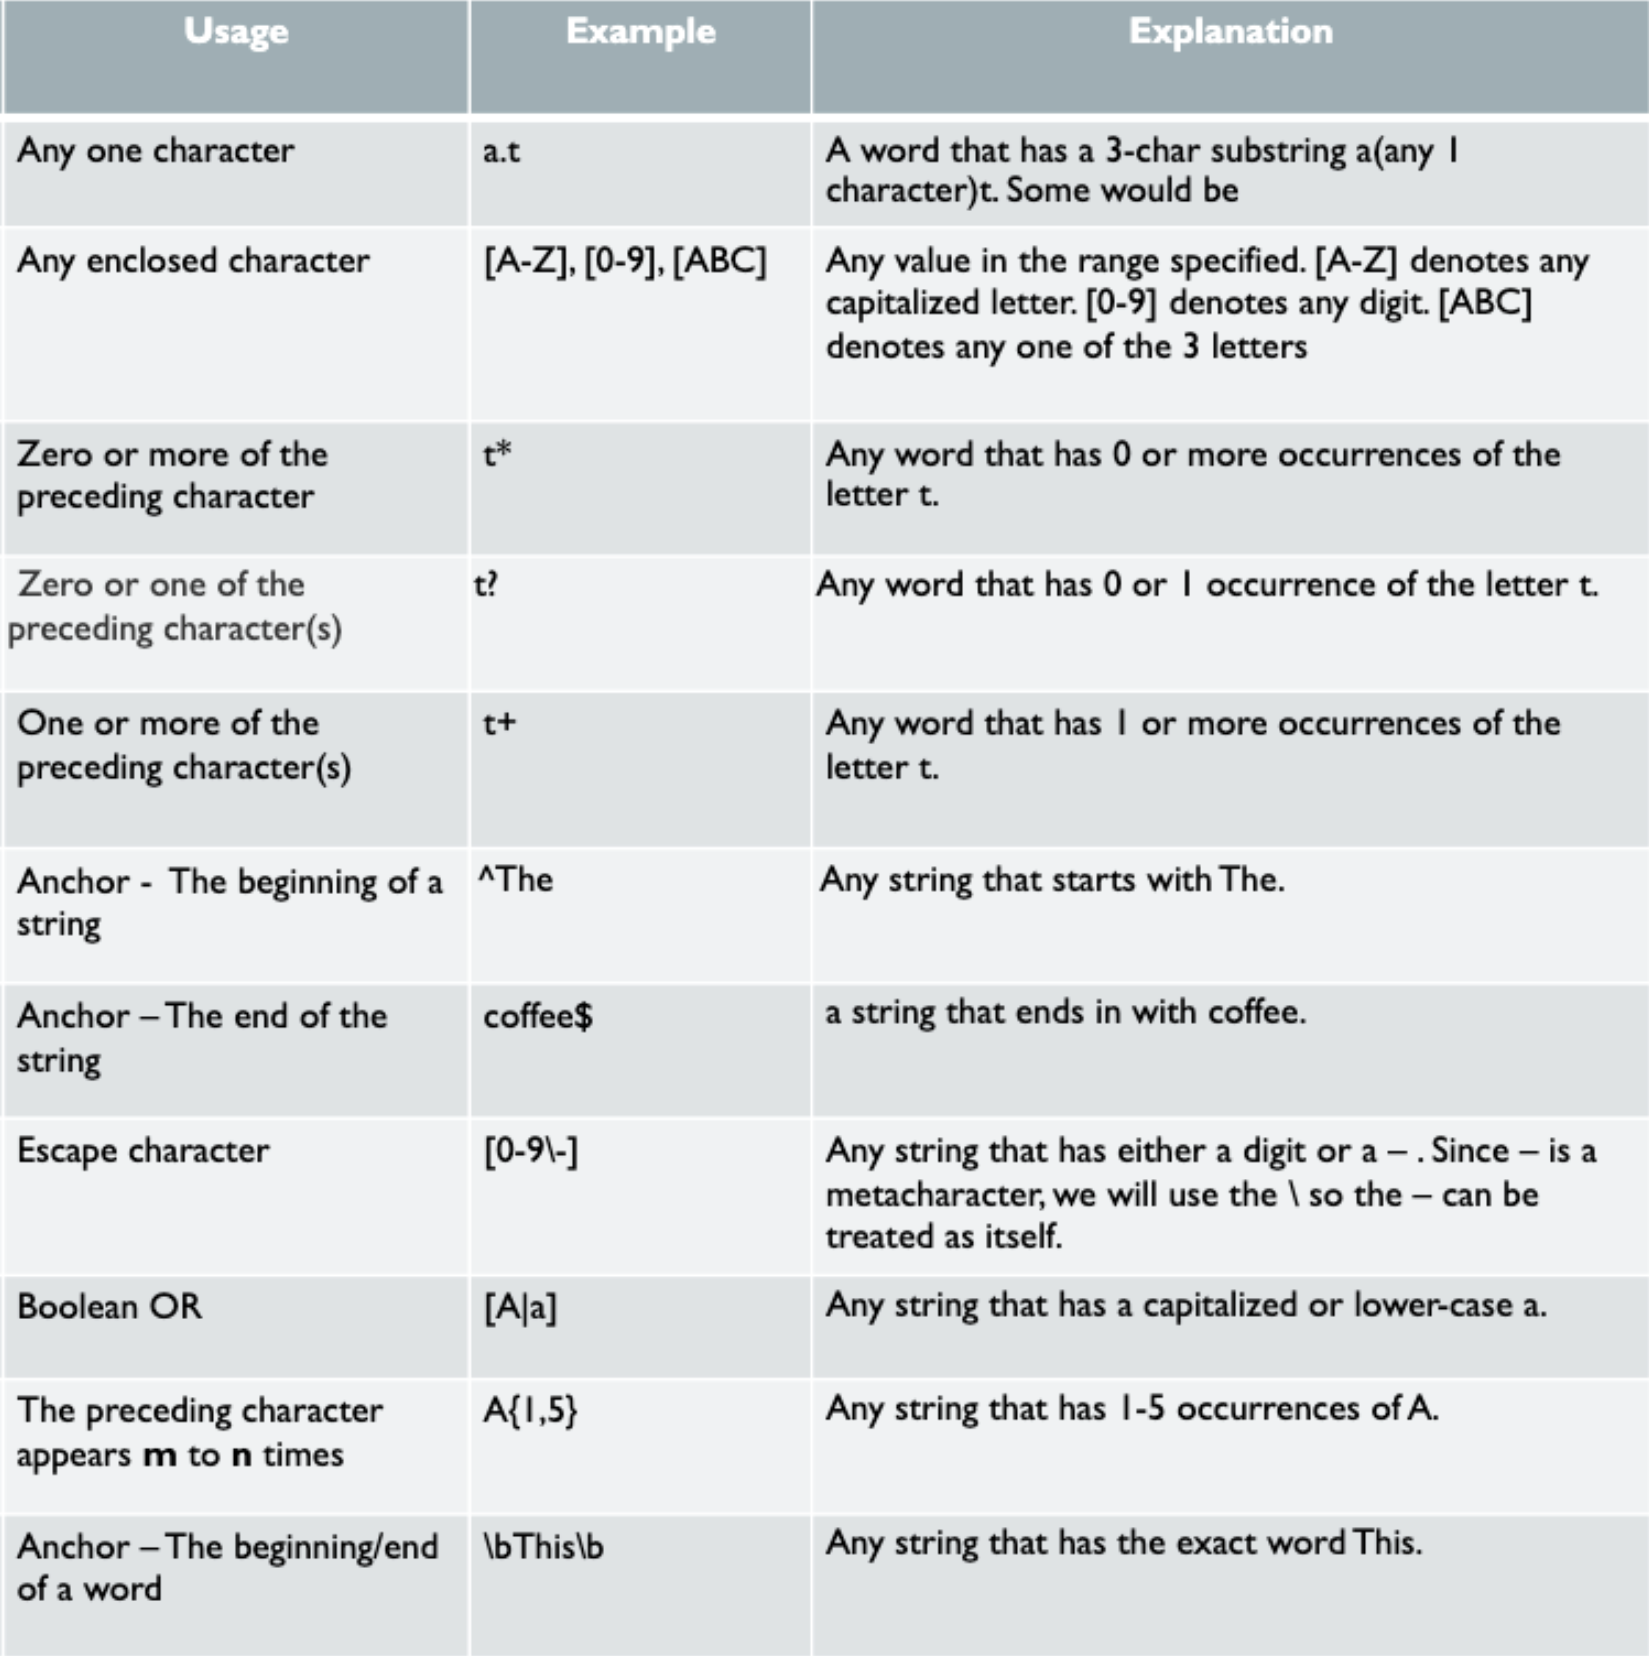 Usage
Example
Explanation
Any one character
a.t
A word that has a 3-char substring a(any 1
character)t. Some would be
Any enclosed character
[A-Z], [0-9], [ABC]
Any value in the range specified. [A-Z] denotes any
capitalized letter. [0-9] denotes any digit. [ABC]
denotes any one of the 3 letters
Zero or more of the
preceding character
t*
Any word that has 0 or more occurrences of the
letter t.
Zero or one of the
preceding character(s)
t?
Any word that has 0 or 1 occurrence of the letter t.
One or more of the
preceding character(s)
t+
Any word that has 1 or more occurrences of the
letter t.
Anchor - The beginning of a
string
^The
Any string that starts with The.
Anchor – The end of the
string
coffee$
a string that ends in with coffee.
Escape character
[0-9\-]
Any string that has either a digit or a – . Since – is a
metacharacter, we will use the \ so the – can be
treated as itself.
Boolean OR
[A|a]
Any string that has a capitalized or lower-case a.
The preceding character
appears m to n times
A{1,5}
Any string that has 1-5 occurrences of A.
Anchor – The beginning/end
of a word
\bThis\b
Any string that has the exact word This.